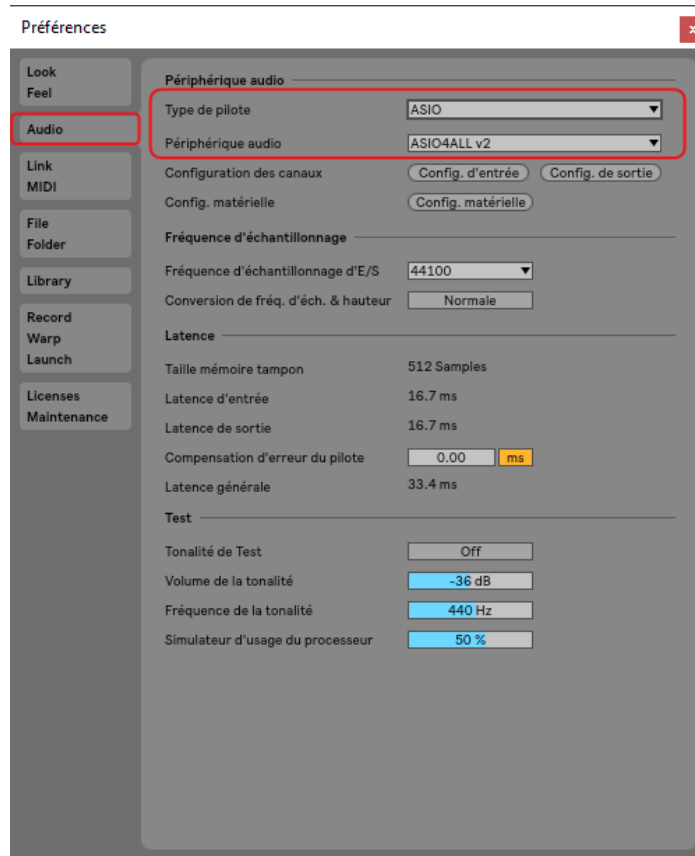 Préférences
Look
Feel
Audio
Link
MIDI
File
Folder
Library
Record
Warp
Launch
Licenses
Maintenance
Périphérique audio
Type de pilote ASIO
Périphérique audio ASIO4ALL v2
Configuration des canaux Config. d'entrée Config. de sortie
Config. matérielle Config. matérielle
Fréquence d'échantillonnage
Fréquence d'échantillonnage d'E/S 44100
Conversion de fréq. d'éch. & hauteur Normale
Latence
Taille mémoire tampon 512 Samples
Latence d'entrée 16.7 ms
Latence de sortie 16.7 ms
Compensation d'erreur du pilote 0.00 ms
Latence générale 33.4 ms
Test
Tonalité de Test Off
Volume de la tonalité -36 dB
Fréquence de la tonalité 440 Hz
Simulateur d'usage du processeur 50 %